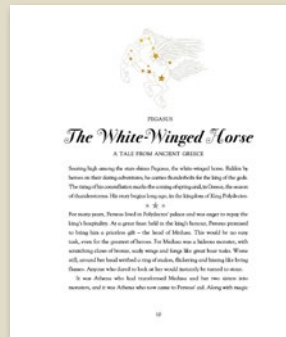 PEGASUS
The White-Winged Horse
A TALE FROM ANCIENT GREECE
Soaring high among the stars shines Pegasus, the white-winged horse. Ridden by
heroes on their daring adventures, he carries thunderbolts for the king of the gods.
The rising of his constellation marks the coming of spring and, in Greece, the season
of thunderstorms. His story begins long ago, in the kingdom of King Polydectes.
For many years, Perseus lived in Polydectes' palace and was eager to repay the
king's hospitality. At a great feast held in the king's honour, Perseus promised
to bring him a priceless gift – the head of Medusa. This would be no easy
task, even for the greatest of heroes. For Medusa was a hideous monster, with
scratching claws of bronze, scaly wings and fangs like great boar tusks. Worse
still, around her head writhed a ring of snakes, flickering and hissing like living
flames. Anyone who dared to look at her would instantly be turned to stone.
It was Athena who had transformed Medusa and her two sisters into
monsters, and it was Athena who now came to Perseus' aid. Along with magic